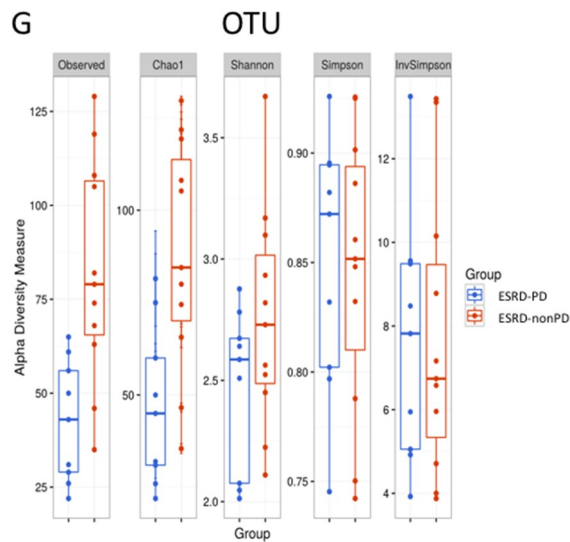 G OTU
Observed Chao1 Shannon Simpson InvSimpson
Alpha Diversity Measure
125
100
75
50
25
100
50
3.5
3.0
2.5
2.0
0.90
0.85
0.80
0.75
12
10
8
6
4
Group
Group
ESRD-PD
ESRD-nonPD